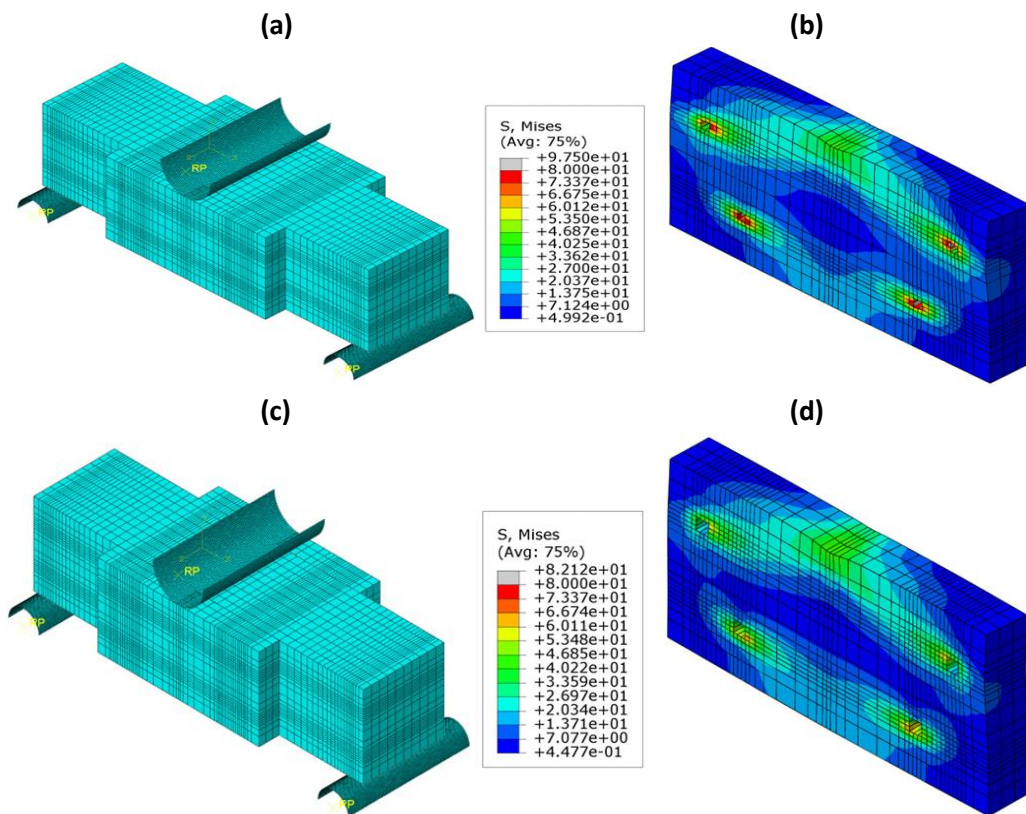 (a)
(b)
RP
RP
RP
S, Mises
(Avg: 75%)
+9.750e+01
+8.000e+01
+7.337e+01
+6.675e+01
+6.012e+01
+5.350e+01
+4.687e+01
+4.025e+01
+3.362e+01
+2.700e+01
+2.037e+01
+1.375e+01
+7.124e+00
+4.992e-01
(c)
(d)
RP
RP
RP
S, Mises
(Avg: 75%)
+8.212e+01
+8.000e+01
+7.337e+01
+6.674e+01
+6.011e+01
+5.348e+01
+4.685e+01
+4.022e+01
+3.359e+01
+2.697e+01
+2.034e+01
+1.371e+01
+7.077e+00
+4.477e-01